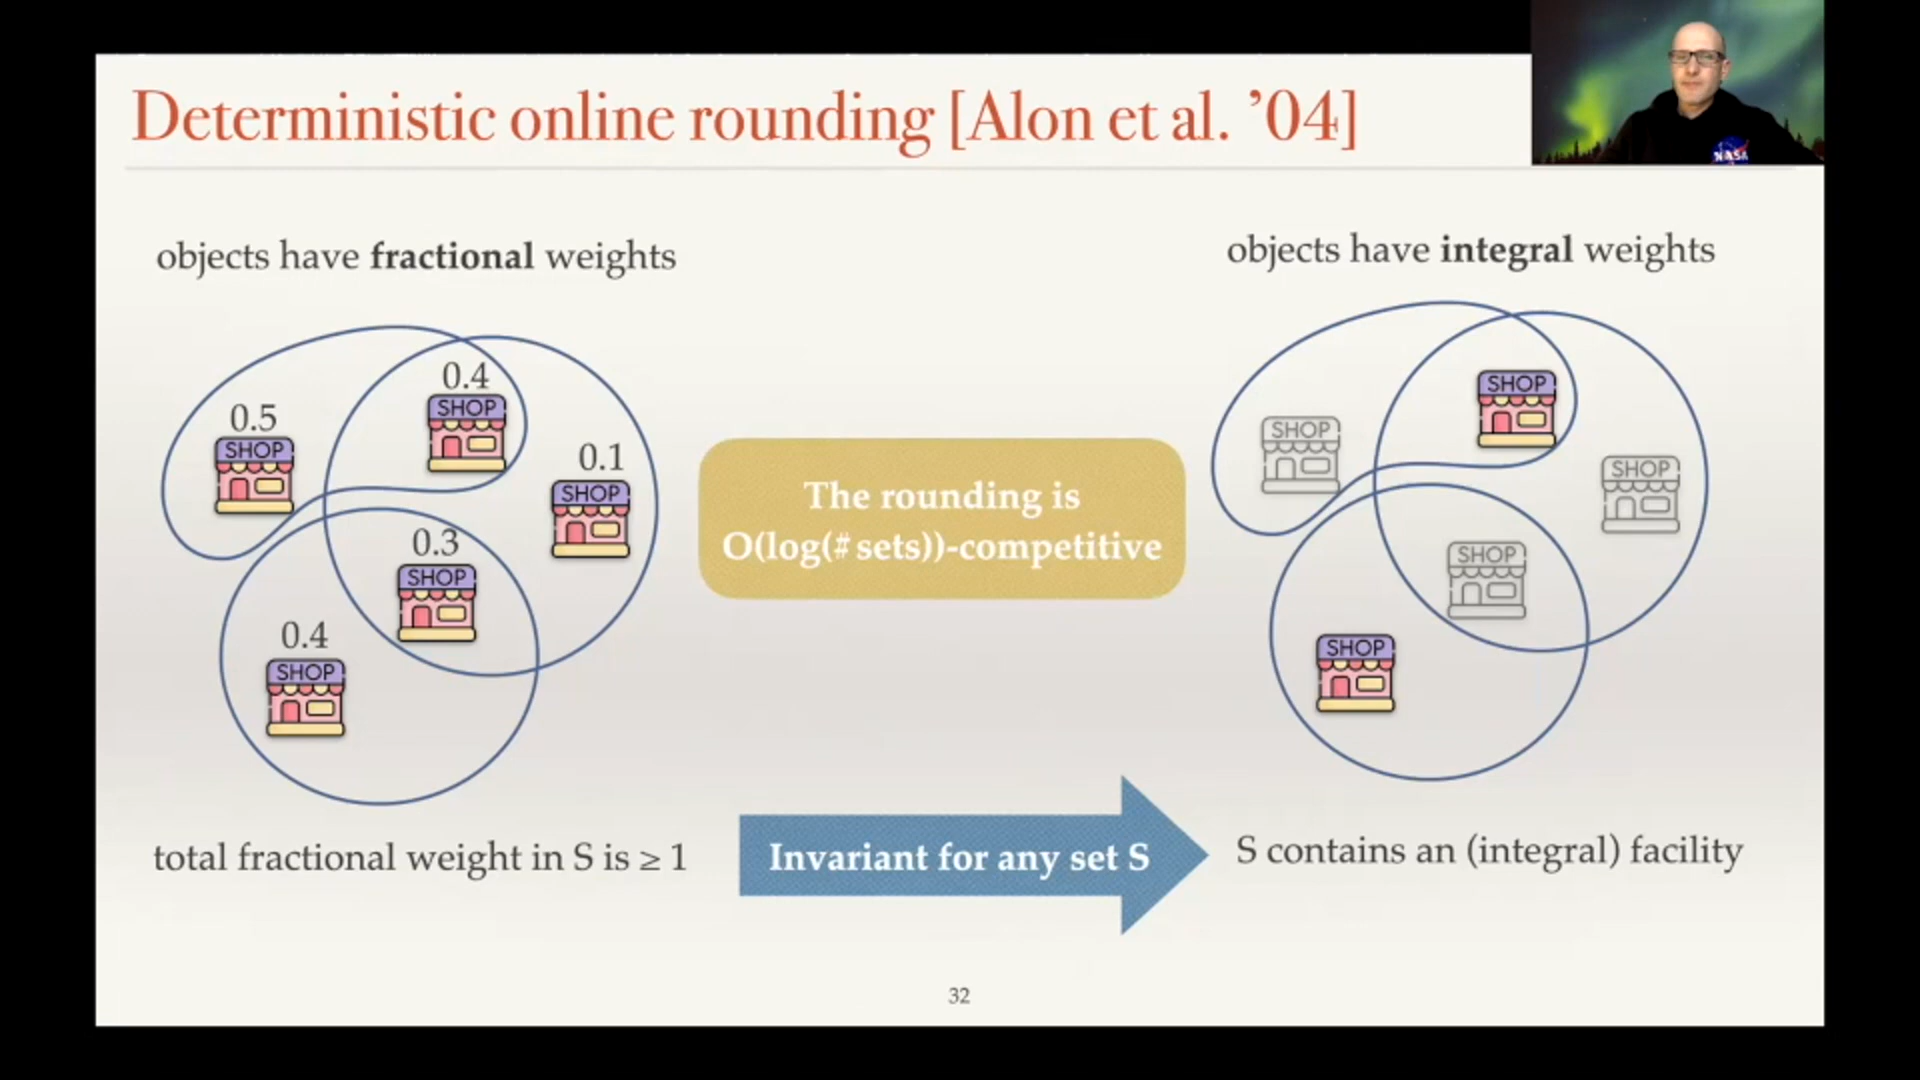 Deterministic online rounding [Alon et al. ’04]
NASA
objects have fractional weights
0.4
SHOP
0.5
SHOP
0.1
SHOP
0.3
SHOP
0.4
SHOP
total fractional weight in S is ≥ 1
The rounding is
O(log(# sets))-competitive
Invariant for any set S
objects have integral weights
SHOP
SHOP
SHOP
SHOP
SHOP
S contains an (integral) facility
32